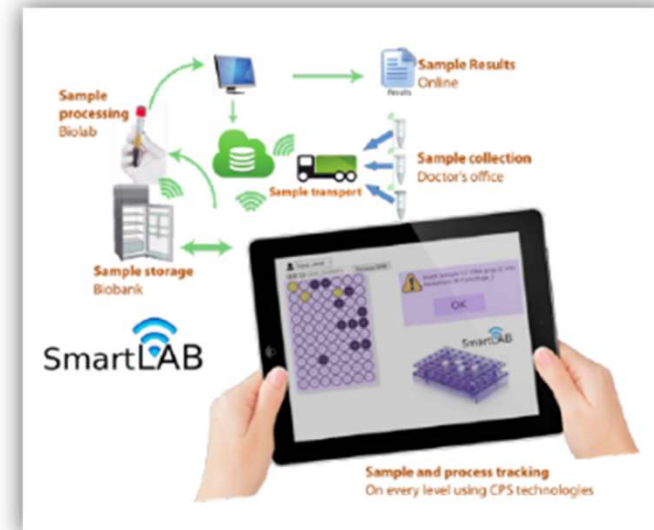 Sample Results
Online
Results
Sample
processing
Biolab
Sample collection
Doctor's office
Sample transport
Sample storage
Biobank
OK
SmartLAB
SmartLAB
Sample and process tracking
On every level using CPS technologies